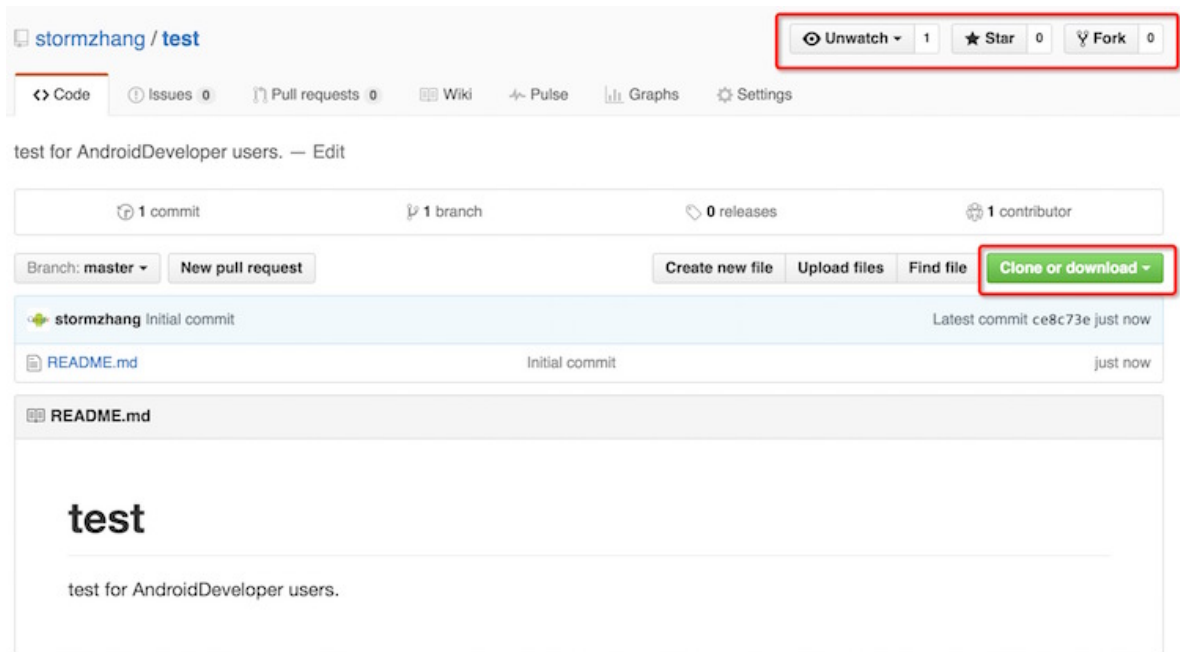 stormzhang / test
Unwatch 1 Star 0 Fork 0
Code Issues 0 Pull requests 0 Wiki Pulse Graphs Settings
test for AndroidDeveloper users. — Edit
1 commit 1 branch 0 releases 1 contributor
Branch: master New pull request Create new file Upload files Find file Clone or download
stormzhang Initial commit Latest commit ce8c73e just now
README.md Initial commit just now
README.md
test
test for AndroidDeveloper users.